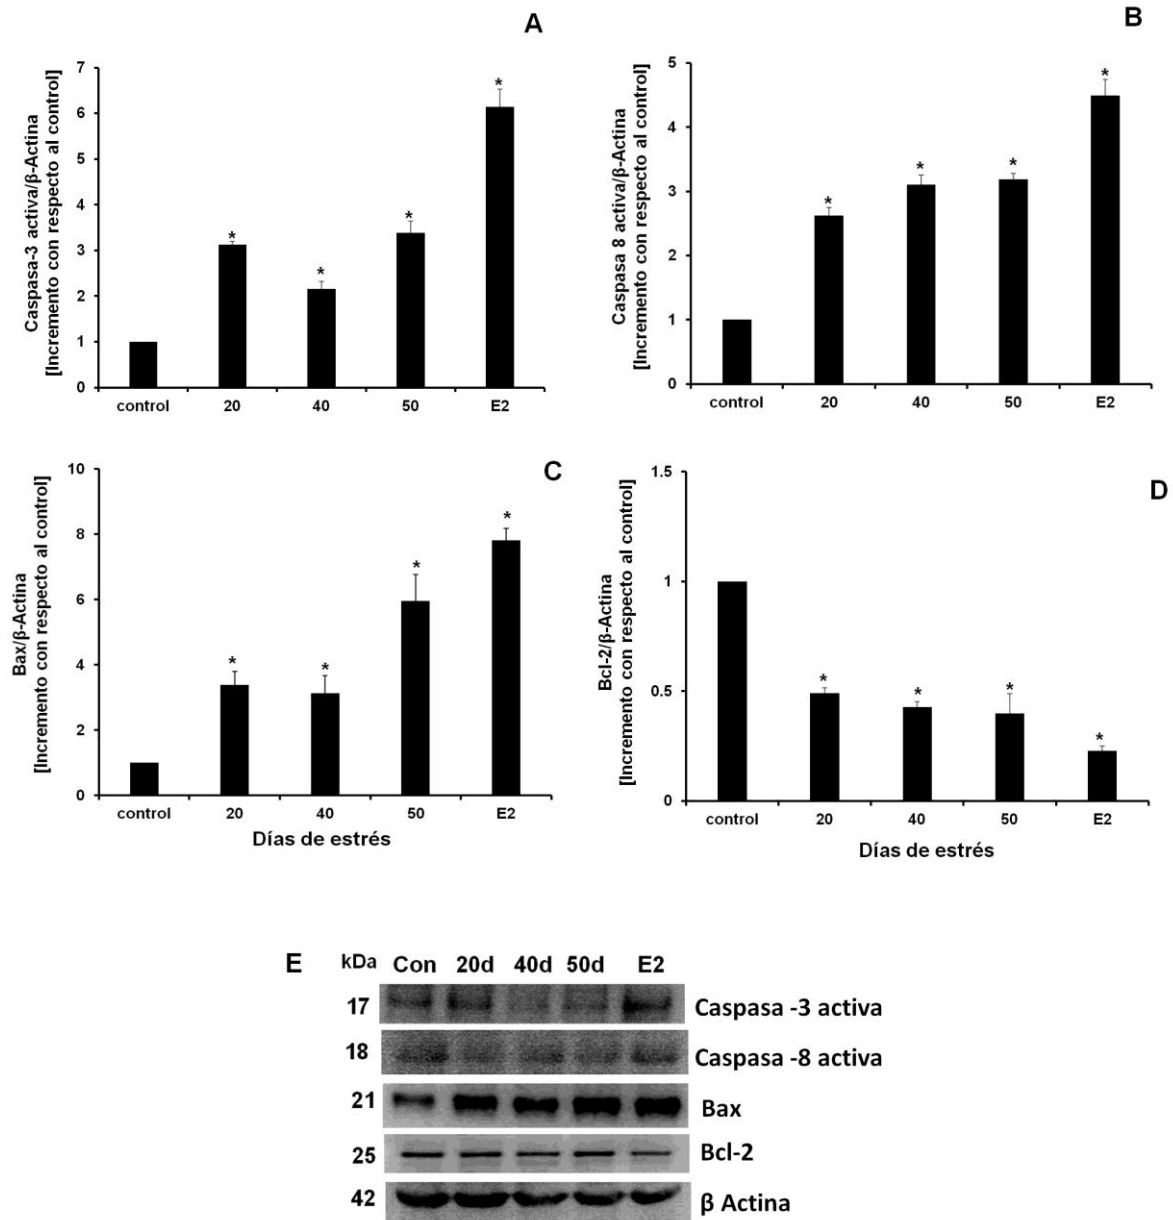 A
Caspasa-3 activa/β-Actina
[Incremento con respecto al control]
7
6
5
4
3
2
1
0
*
*
*
*
control 20 40 50 E2
B
Caspasa 8 activa/β-Actina
[Incremento con respecto al control]
5
4
3
2
1
0
*
*
*
*
control 20 40 50 E2
C
Bax/β-Actina
[Incremento con respecto al control]
10
8
6
4
2
0
*
*
*
*
control 20 40 50 E2
Días de estrés
D
Bcl-2/β-Actina
[Incremento con respecto al control]
1.5
1
0.5
0
*
*
*
*
control 20 40 50 E2
Días de estrés
E kDa Con 20d 40d 50d E2
17 Caspasa -3 activa
18 Caspasa -8 activa
21 Bax
25 Bcl-2
42 β Actina